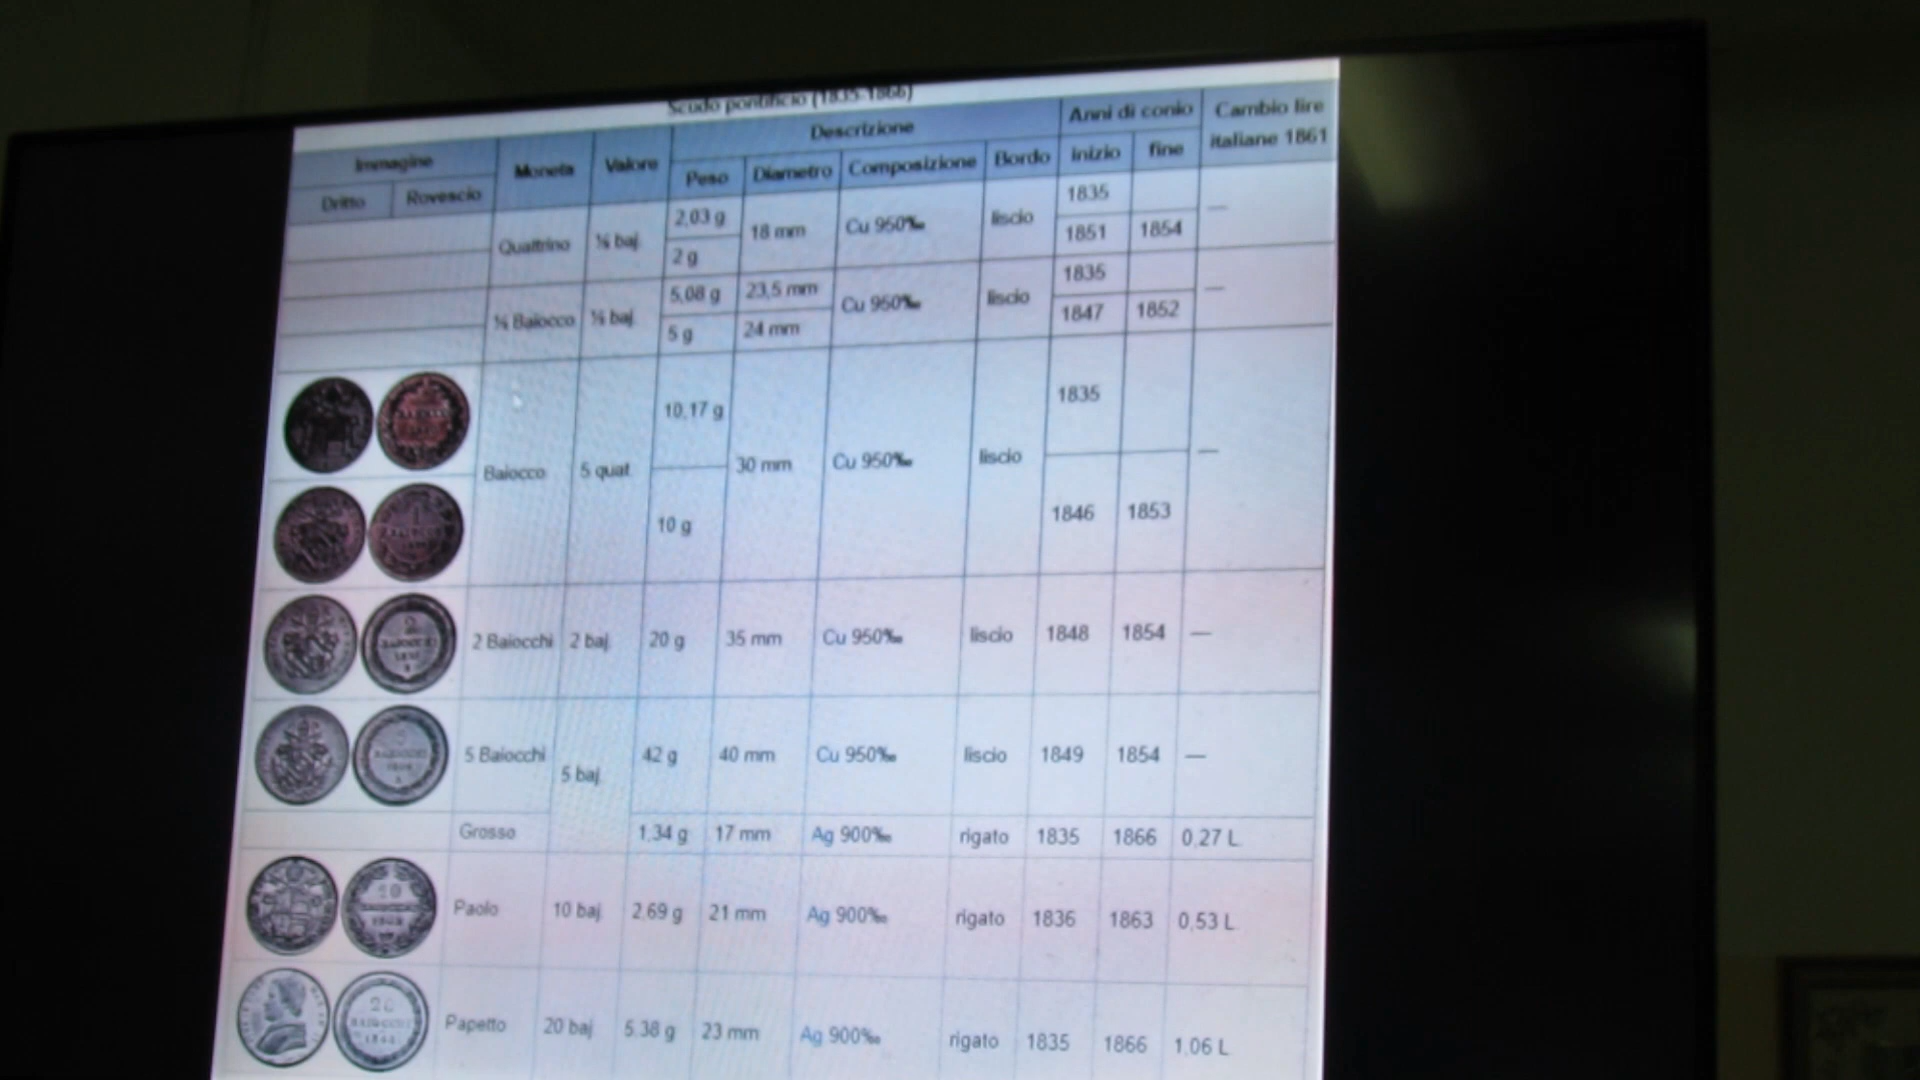 Scudo pontificio (1835-1866)
Immagine Moneta Valore Descrizione Anni di conio Cambio lire italiane 1861
Dritto Rovescio Peso Diametro Composizione Bordo inizio fine
Quattrino baj. 2,03 g 18 mm Cu 950‰ liscio 1835 —
2 g 1851 1854
Baiocco ½ baj. 5,08 g 23,5 mm Cu 950‰ liscio 1835 —
5 g 24 mm 1847 1852
Baiocco 5 quat. 10,17 g 30 mm Cu 950‰ liscio 1835 —
10 g 1846 1853
2 Baiocchi 2 baj. 20 g 35 mm Cu 950‰ liscio 1848 1854 —
5 Baiocchi 5 baj. 42 g 40 mm Cu 950‰ liscio 1849 1854 —
Grosso 1,34 g 17 mm Ag 900‰ rigato 1835 1866 0,27 L.
Paolo 10 baj. 2,69 g 21 mm Ag 900‰ rigato 1836 1863 0,53 L.
Papetto 20 baj. 5,38 g 23 mm Ag 900‰ rigato 1835 1866 1,06 L.